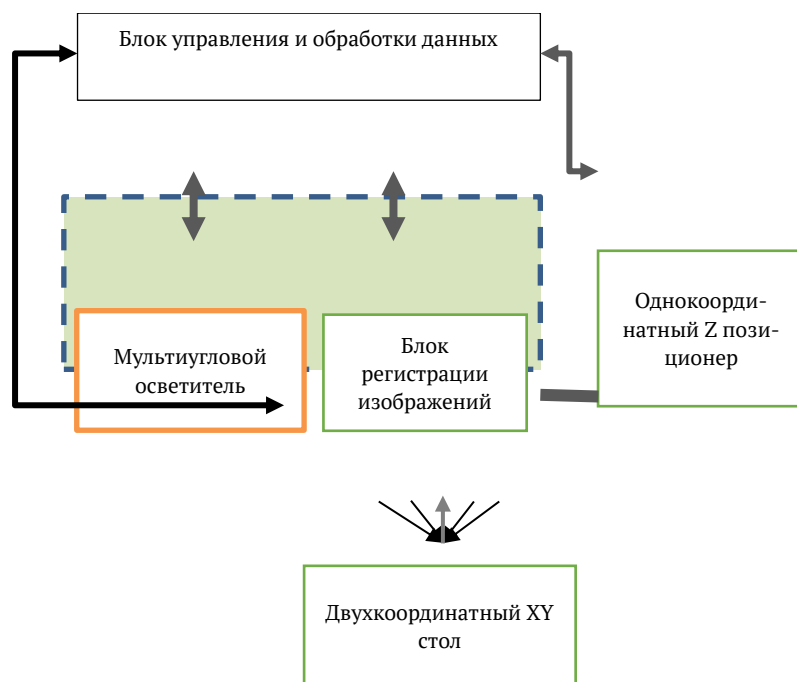 Блок управления и обработки данных
Однокоорди-
натный Z пози-
ционер
Мультиугловой
осветитель
Блок
регистрации
изображений
Двухкоординатный XY
стол